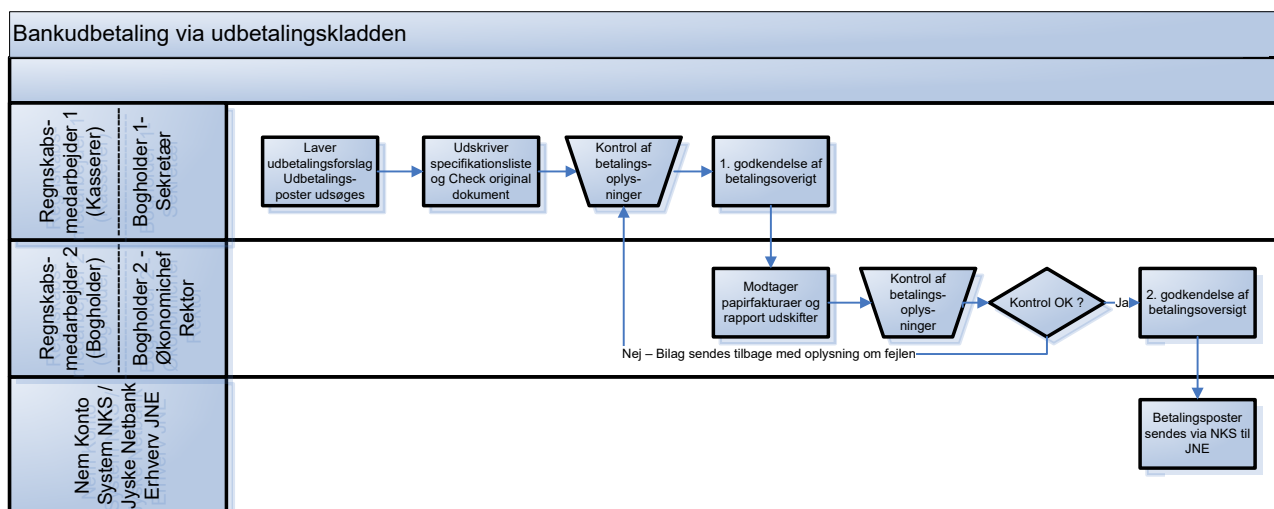 Bankudbetaling via udbetalingskladden
Regnskabs-
medarbejder 1
(Kasserer)
Bogholder 1-
Sekretær
Laver
udbetalingsforslag
Udbetalings-
poster udsøges
Udskriver
specifikationsliste
og Check original
dokument
Kontrol af
betalings-
oplys-
ninger
1. godkendelse af
betalingsoverigt
Regnskabs-
medarbejder 2
(Bogholder)
Bogholder 2 -
Økonomichef
Rektor
Modtager
papirfakturaer og
rapport udskifter
Kontrol af
betalings-
oplys-
ninger
Kontrol OK ?
Ja
2. godkendelse af
betalingsoversigt
Nej – Bilag sendes tilbage med oplysning om fejlen
Nem Konto
System NKS /
Jyske Netbank
Erhverv JNE
Betalingsposter
sendes via NKS til
JNE